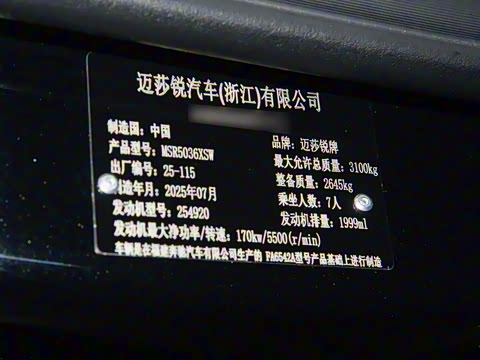 迈莎锐汽车(浙江)有限公司
制造国：中国
品牌：迈莎锐牌
产品型号：MSR5036XSW
最大允许总质量：3100kg
出厂编号：25-115
整备质量：2645kg
造年月：2025年07月
乘坐人数：7人
发动机型号：254920
发动机排量：1999ml
发动机最大净功率/转速：170kw/5500(r/min)
车辆是在福建奔驰汽车有限公司生产的 FA6542A型号产品基础上进行制造